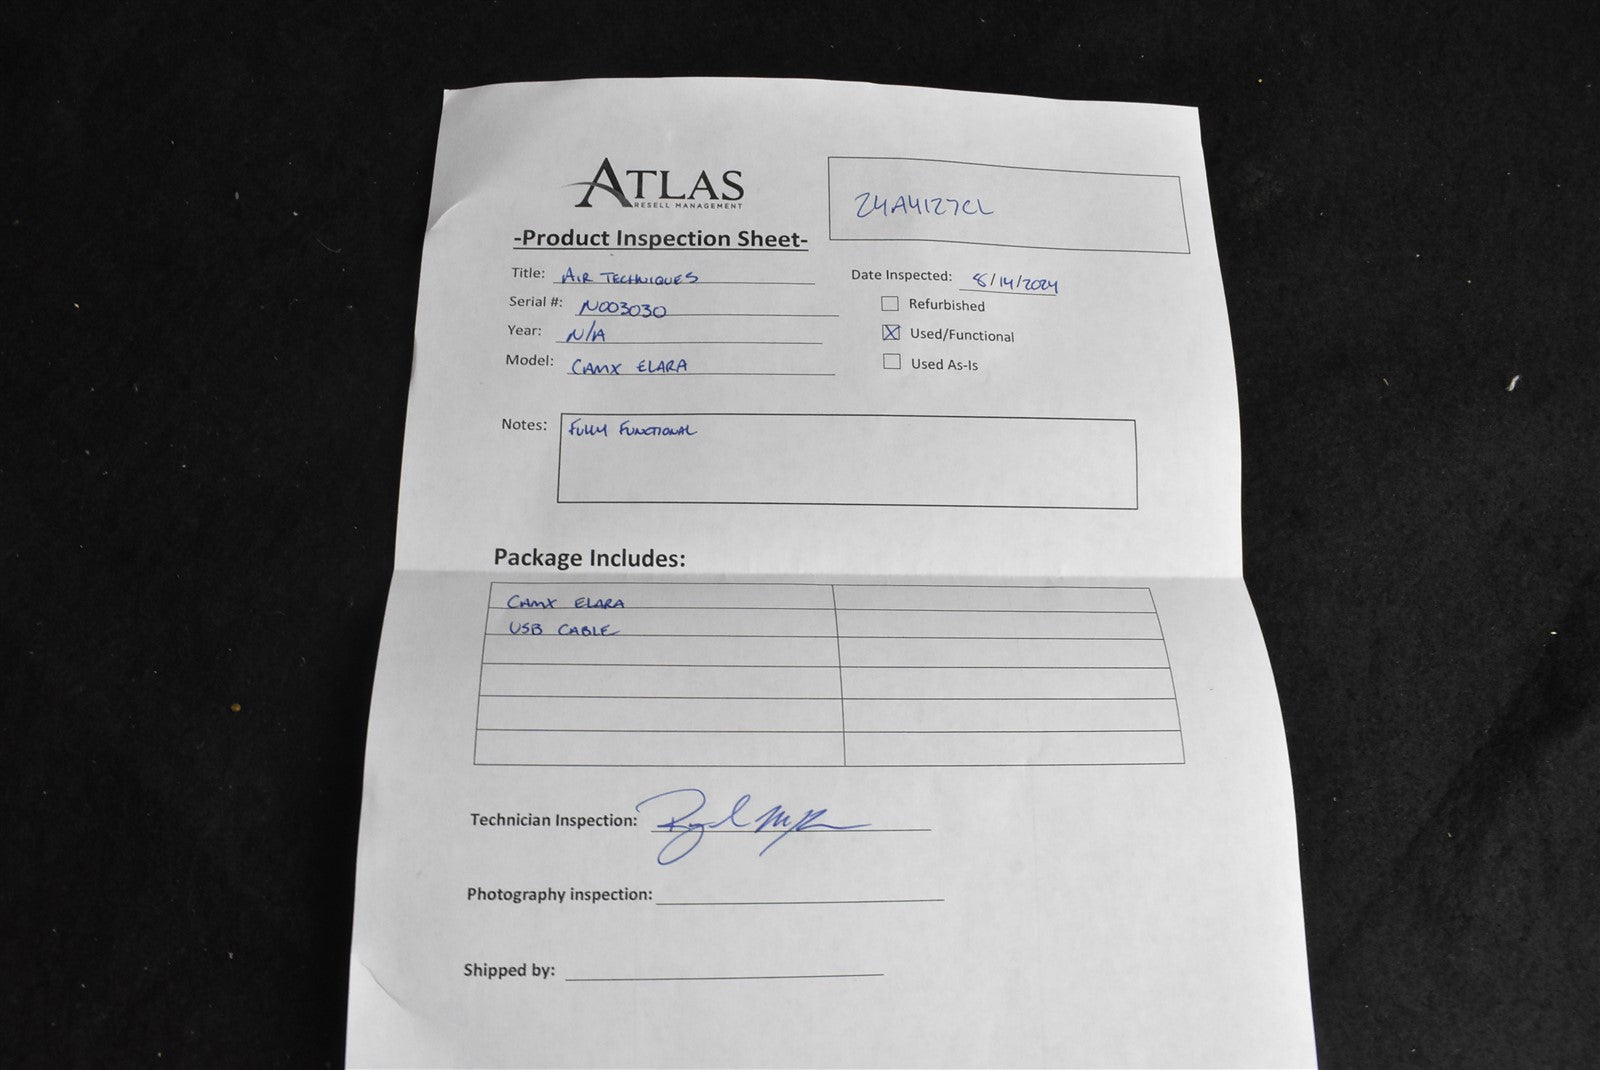 ATLAS
RESELL MANAGEMENT
24A4127CL
-Product Inspection Sheet-
Title: AIR TECHNIQUES
Date Inspected: 8/14/2024
Serial #: N003030
Refurbished
Year: N/A
Used/Functional
Model: CAMX ELARA
Used As-Is
Notes: FULLY FUNCTIONAL
Package Includes:
CAMX ELARA
USB CABLE
Technician Inspection:
Photography inspection:
Shipped by: